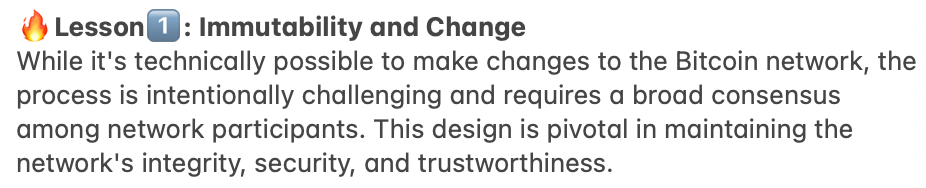 🔥 Lesson1️⃣: Immutability and Change
While it's technically possible to make changes to the Bitcoin network, the
process is intentionally challenging and requires a broad consensus
among network participants. This design is pivotal in maintaining the
network's integrity, security, and trustworthiness.